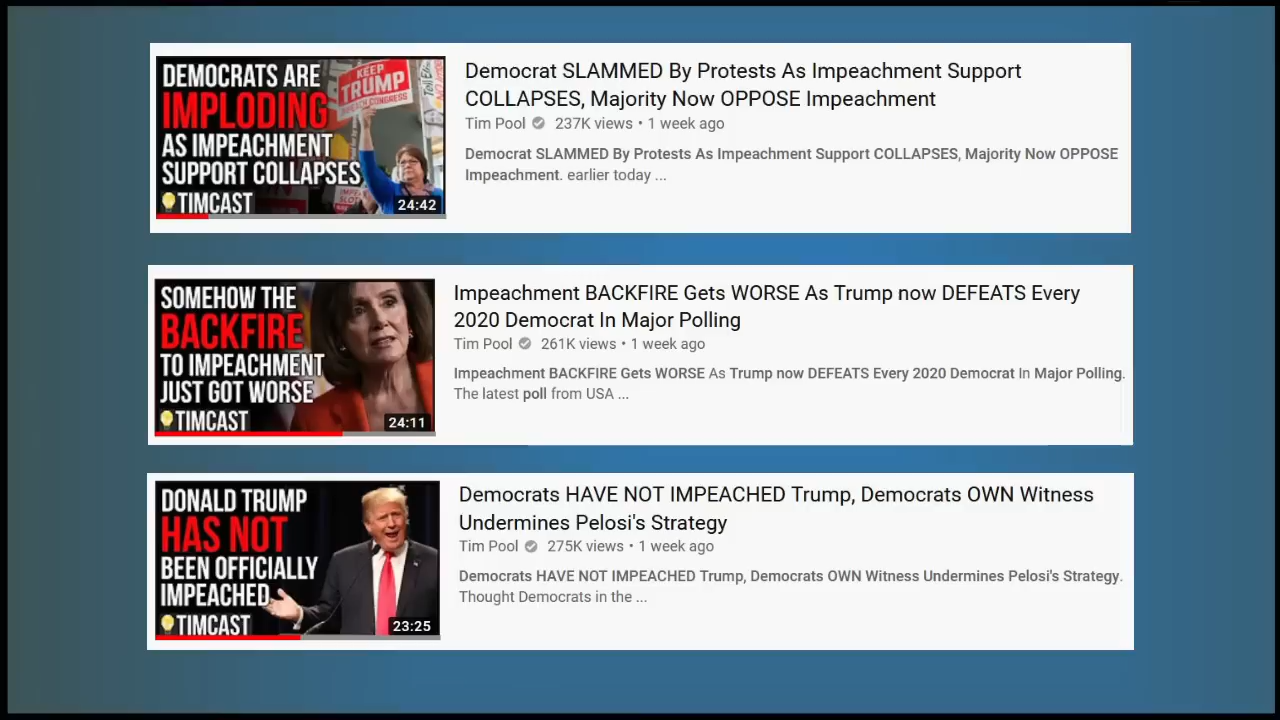 DEMOCRATS ARE
IMPLODING
AS IMPEACHMENT
SUPPORT COLLAPSES
TIMCAST
KEEP
TRUMP
CONGRESS
24:42
Democrat SLAMMED By Protests As Impeachment Support
COLLAPSES, Majority Now OPPOSE Impeachment
Tim Pool 237K views • 1 week ago
Democrat SLAMMED By Protests As Impeachment Support COLLAPSES, Majority Now OPPOSE
Impeachment. earlier today ...
SOMEHOW THE
BACKFIRE
TO IMPEACHMENT
JUST GOT WORSE
TIMCAST
24:11
Impeachment BACKFIRE Gets WORSE As Trump now DEFEATS Every
2020 Democrat In Major Polling
Tim Pool 261K views • 1 week ago
Impeachment BACKFIRE Gets WORSE As Trump now DEFEATS Every 2020 Democrat In Major Polling.
The latest poll from USA ...
DONALD TRUMP
HAS NOT
BEEN OFFICIALLY
IMPEACHED
TIMCAST
23:25
Democrats HAVE NOT IMPEACHED Trump, Democrats OWN Witness
Undermines Pelosi's Strategy
Tim Pool 275K views • 1 week ago
Democrats HAVE NOT IMPEACHED Trump, Democrats OWN Witness Undermines Pelosi's Strategy.
Thought Democrats in the ...